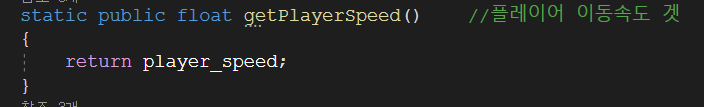 static public float getPlayerSpeed()    //플레이어 이동속도 겟
{
    return player_speed;
}